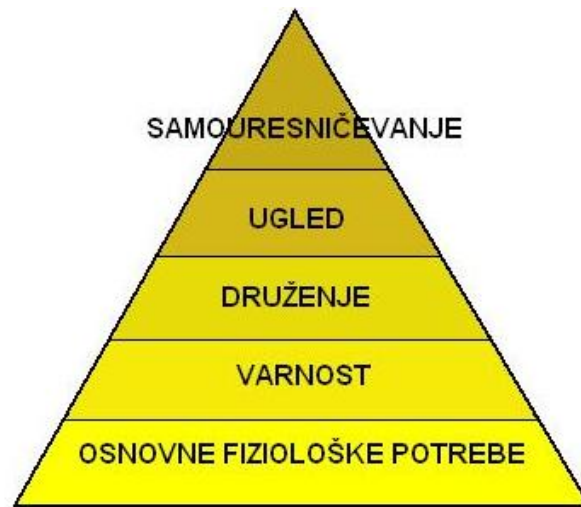 SAMOURESNIČEVANJE
UGLED
DRUŽENJE
VARNOST
OSNOVNE FIZIOLOŠKE POTREBE